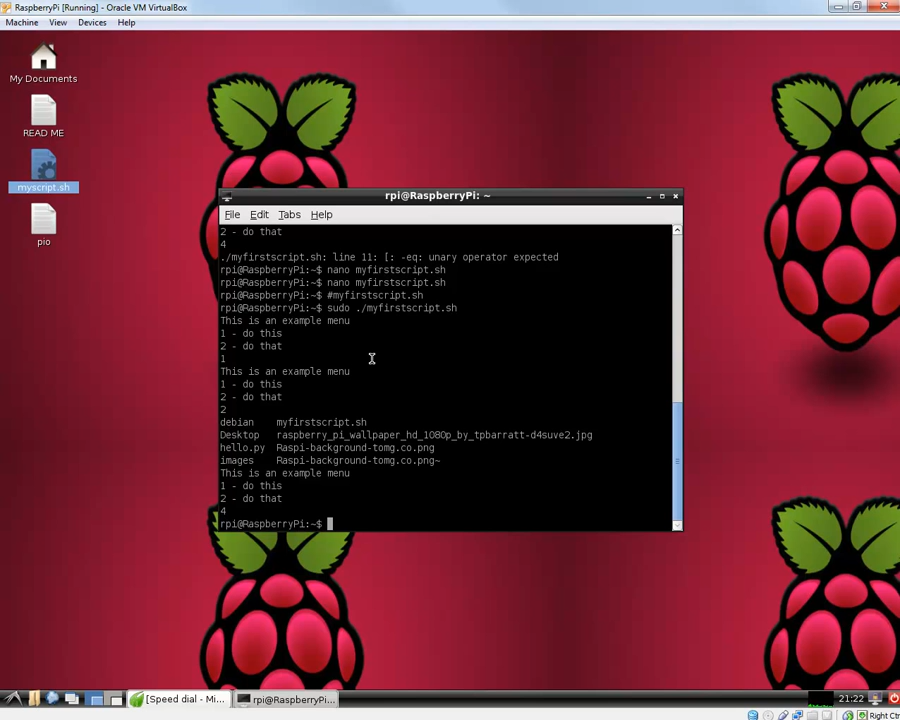 RaspberryPi [Running] - Oracle VM VirtualBox
Machine View Devices Help
My Documents
READ ME
myscript.sh
pio
rpi@RaspberryPi: ~
File Edit Tabs Help
2 - do that
4
./myfirstscript.sh: line 11: [: -eq: unary operator expected
rpi@RaspberryPi:~$ nano myfirstscript.sh
rpi@RaspberryPi:~$ nano myfirstscript.sh
rpi@RaspberryPi:~$ #myfirstscript.sh
rpi@RaspberryPi:~$ sudo ./myfirstscript.sh
This is an example menu
1 - do this
2 - do that
1
This is an example menu
1 - do this
2 - do that
2
debian myfirstscript.sh
Desktop raspberry_pi_wallpaper_hd_1080p_by_tpbarratt-d4suve2.jpg
hello.py Raspi-background-tomg.co.png
images Raspi-background-tomg.co.png~
This is an example menu
1 - do this
2 - do that
4
rpi@RaspberryPi:~$
[Speed dial - Mi... rpi@RaspberryPi... 21:22
Right Ctr